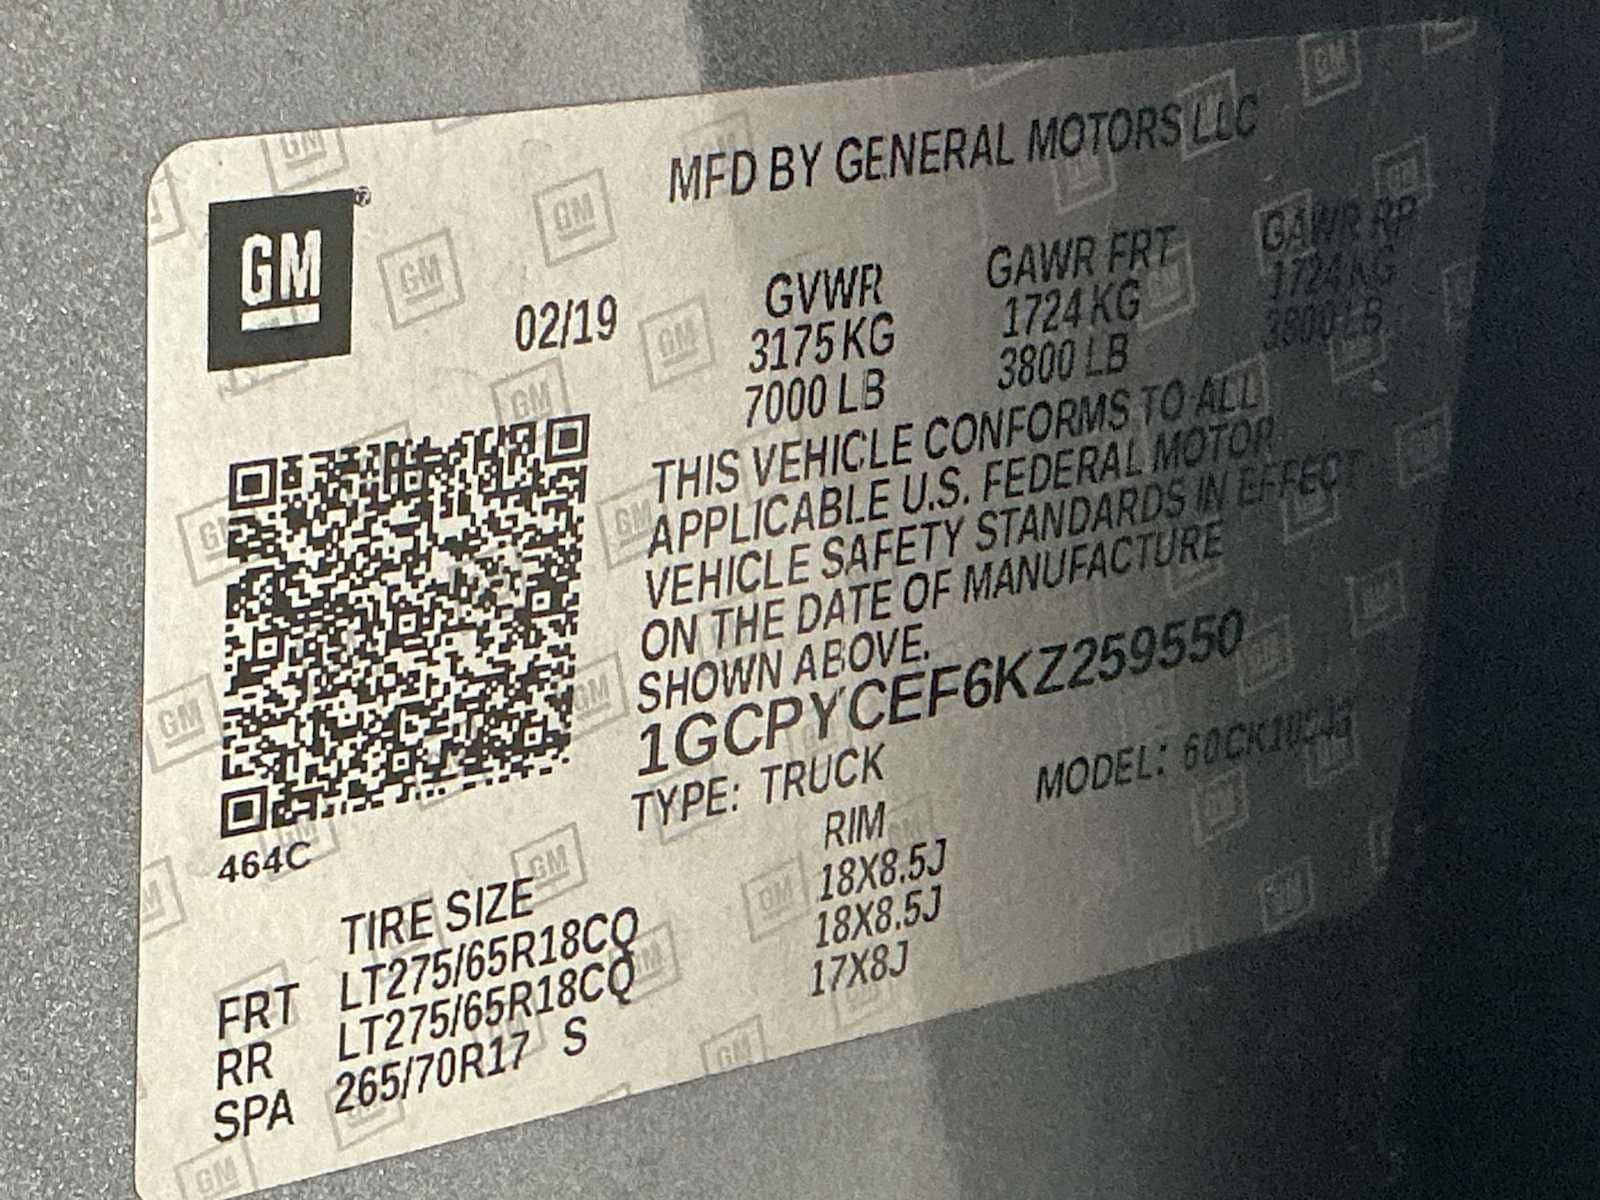 GM
MFD BY GENERAL MOTORS LLC
02/19
GVWR GAWR FRT GAWR RR
3175 KG 1724 KG 1724 KG
7000 LB 3800 LB 3800 LB
THIS VEHICLE CONFORMS TO ALL
APPLICABLE U.S. FEDERAL MOTOR
VEHICLE SAFETY STANDARDS IN EFFECT
ON THE DATE OF MANUFACTURE
SHOWN ABOVE.
1GCPYCEF6KZ259550
TYPE: TRUCK MODEL:
464C
TIRE SIZE RIM
FRT LT275/65R18CQ 18X8.5J
RR LT275/65R18CQ 18X8.5J
SPA 265/70R17 S 17X8J